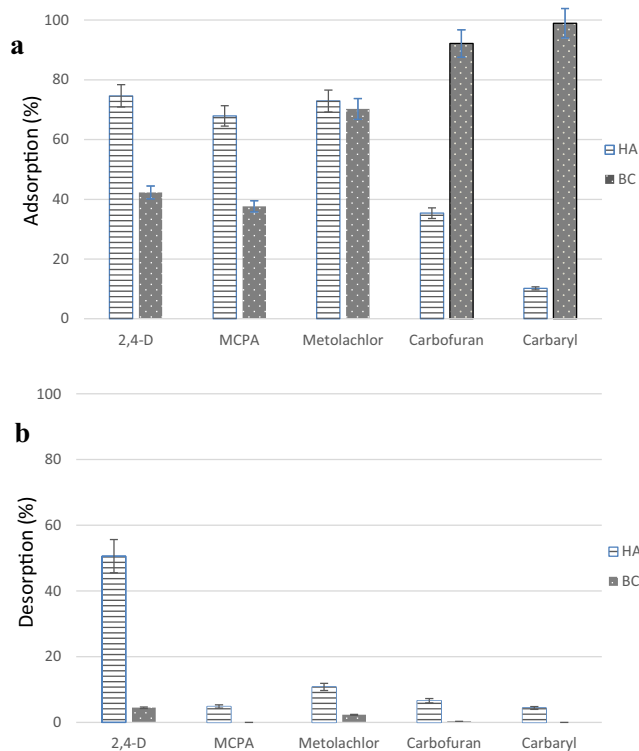 a
100
80
60
40
20
0
Adsorption (%)
2,4-D MCPA Metolachlor Carbofuran Carbaryl
HA
BC
b
100
80
60
40
20
0
Desorption (%)
2,4-D MCPA Metolachlor Carbofuran Carbaryl
HA
BC